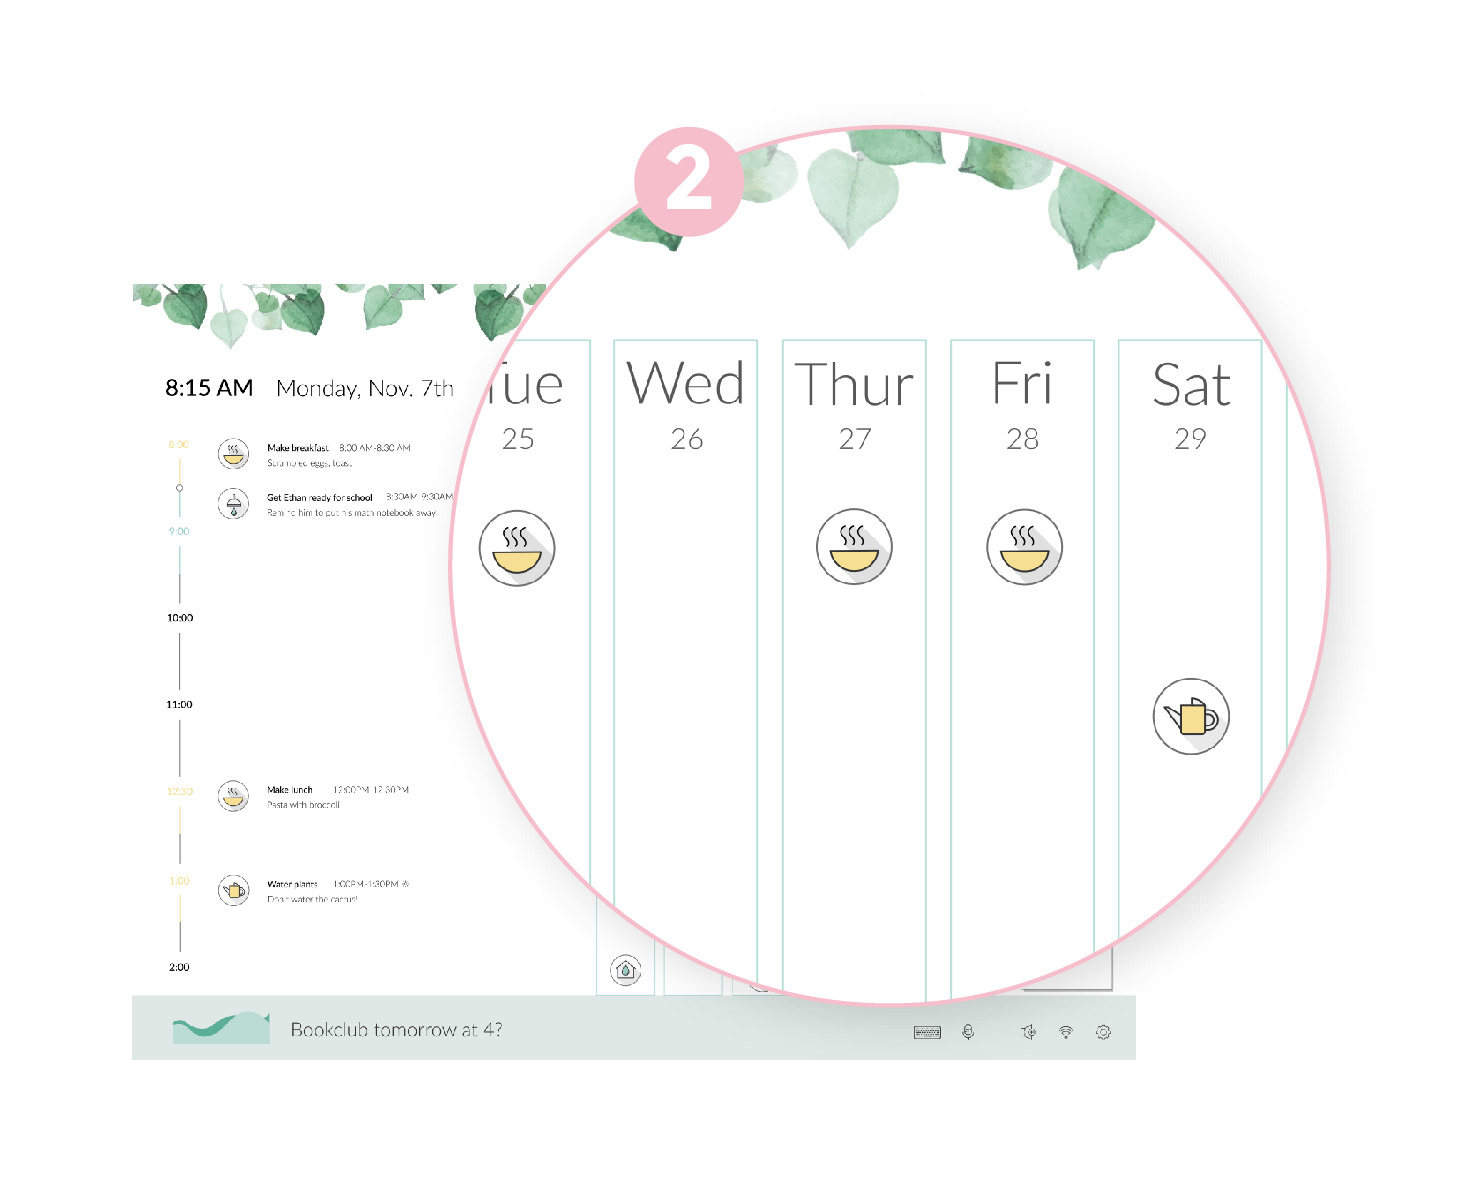 2
8:15 AM Monday, Nov. 7th
8:00
Make breakfast 8:00 AM-8:30 AM
Scrambled eggs, toast
Get Ethan ready for school 8:30AM-9:30AM
Remind him to put his math notebook away
9:00
10:00
11:00
12:30
Make lunch 12:00PM-12:30PM
Pasta with broccoli
1:00
Water plants 1:00PM-1:30PM
Don't water the cactus!
2:00
Tue Wed Thur Fri Sat
25 26 27 28 29
Bookclub tomorrow at 4?